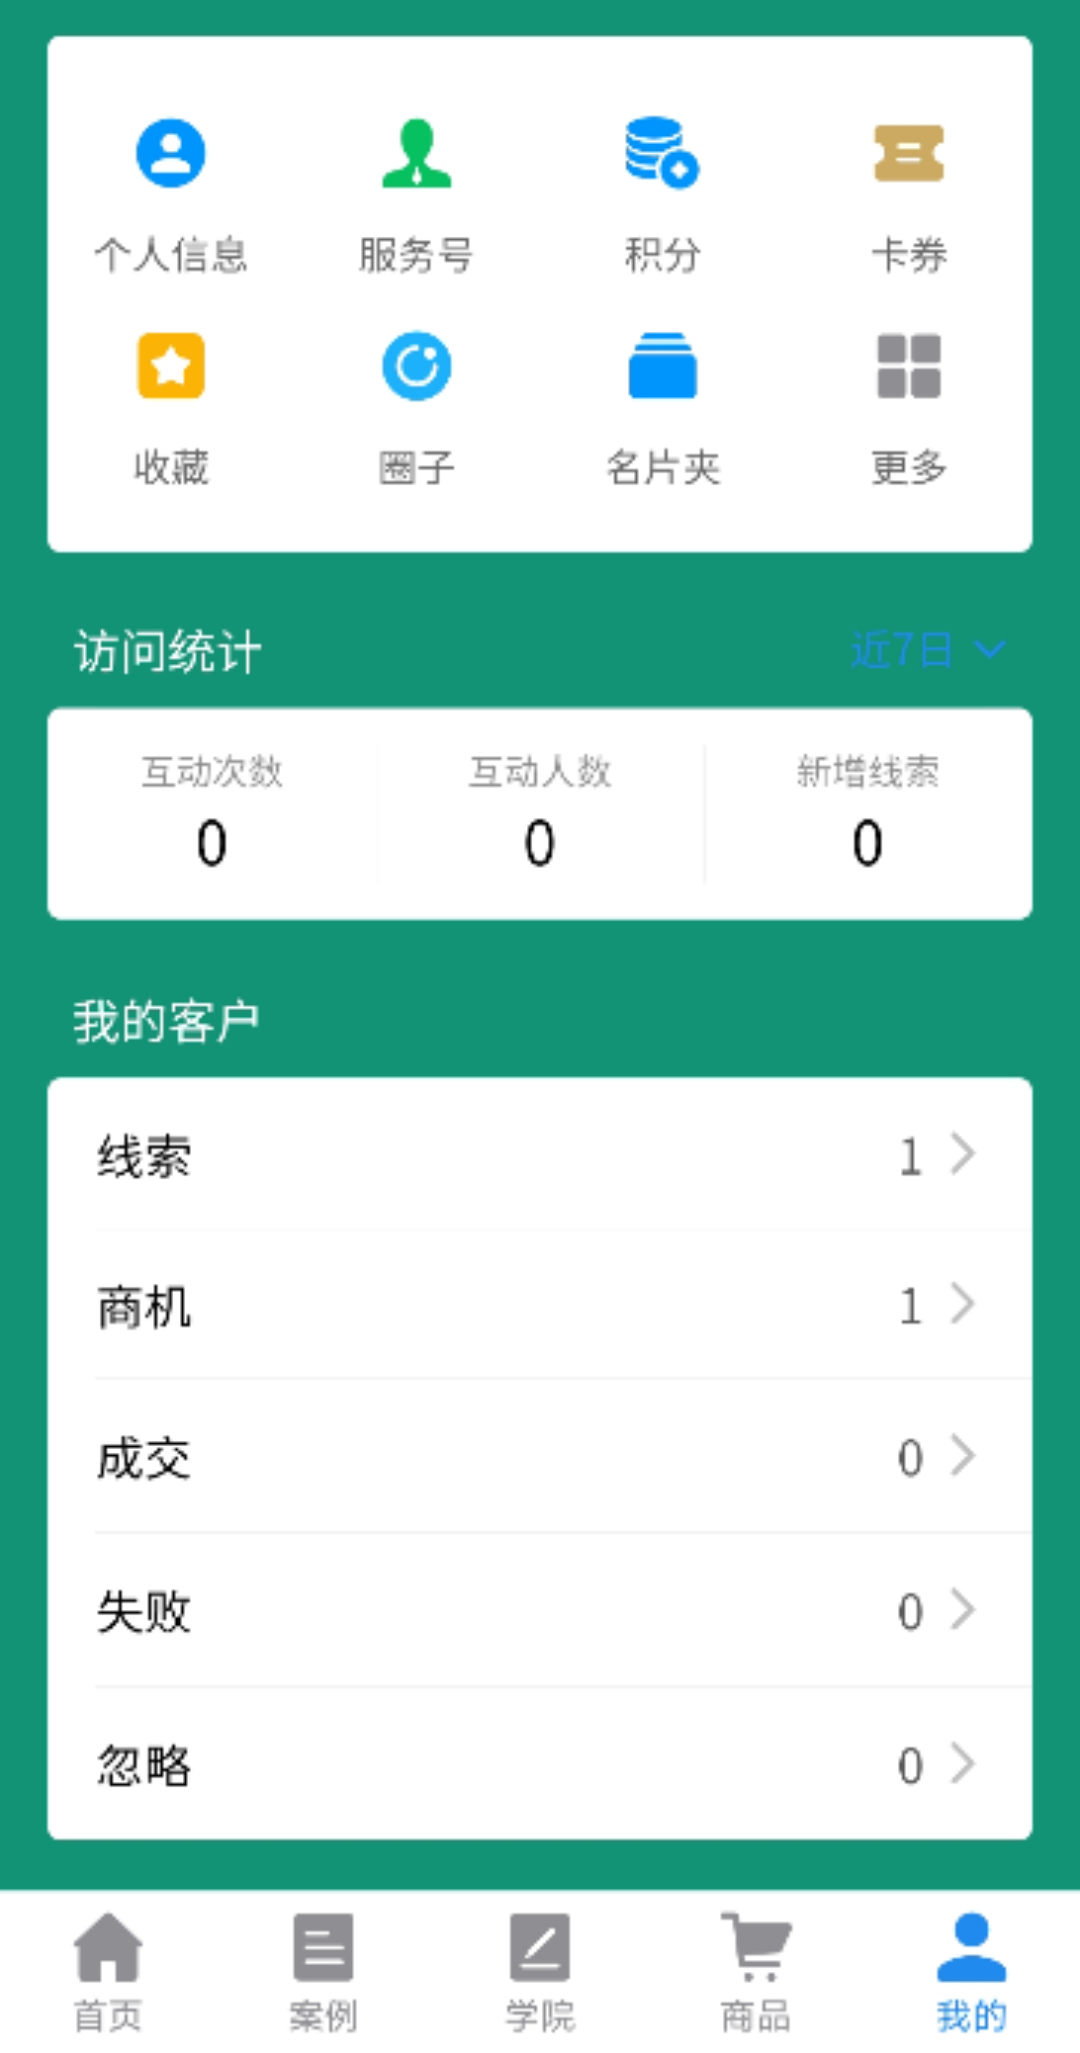 个人信息 服务号 积分 卡券
收藏 圈子 名片夹 更多
访问统计 近7日
互动次数 互动人数 新增线索
0 0 0
我的客户
线索 1
商机 1
成交 0
失败 0
忽略 0
首页 案例 学院 商品 我的